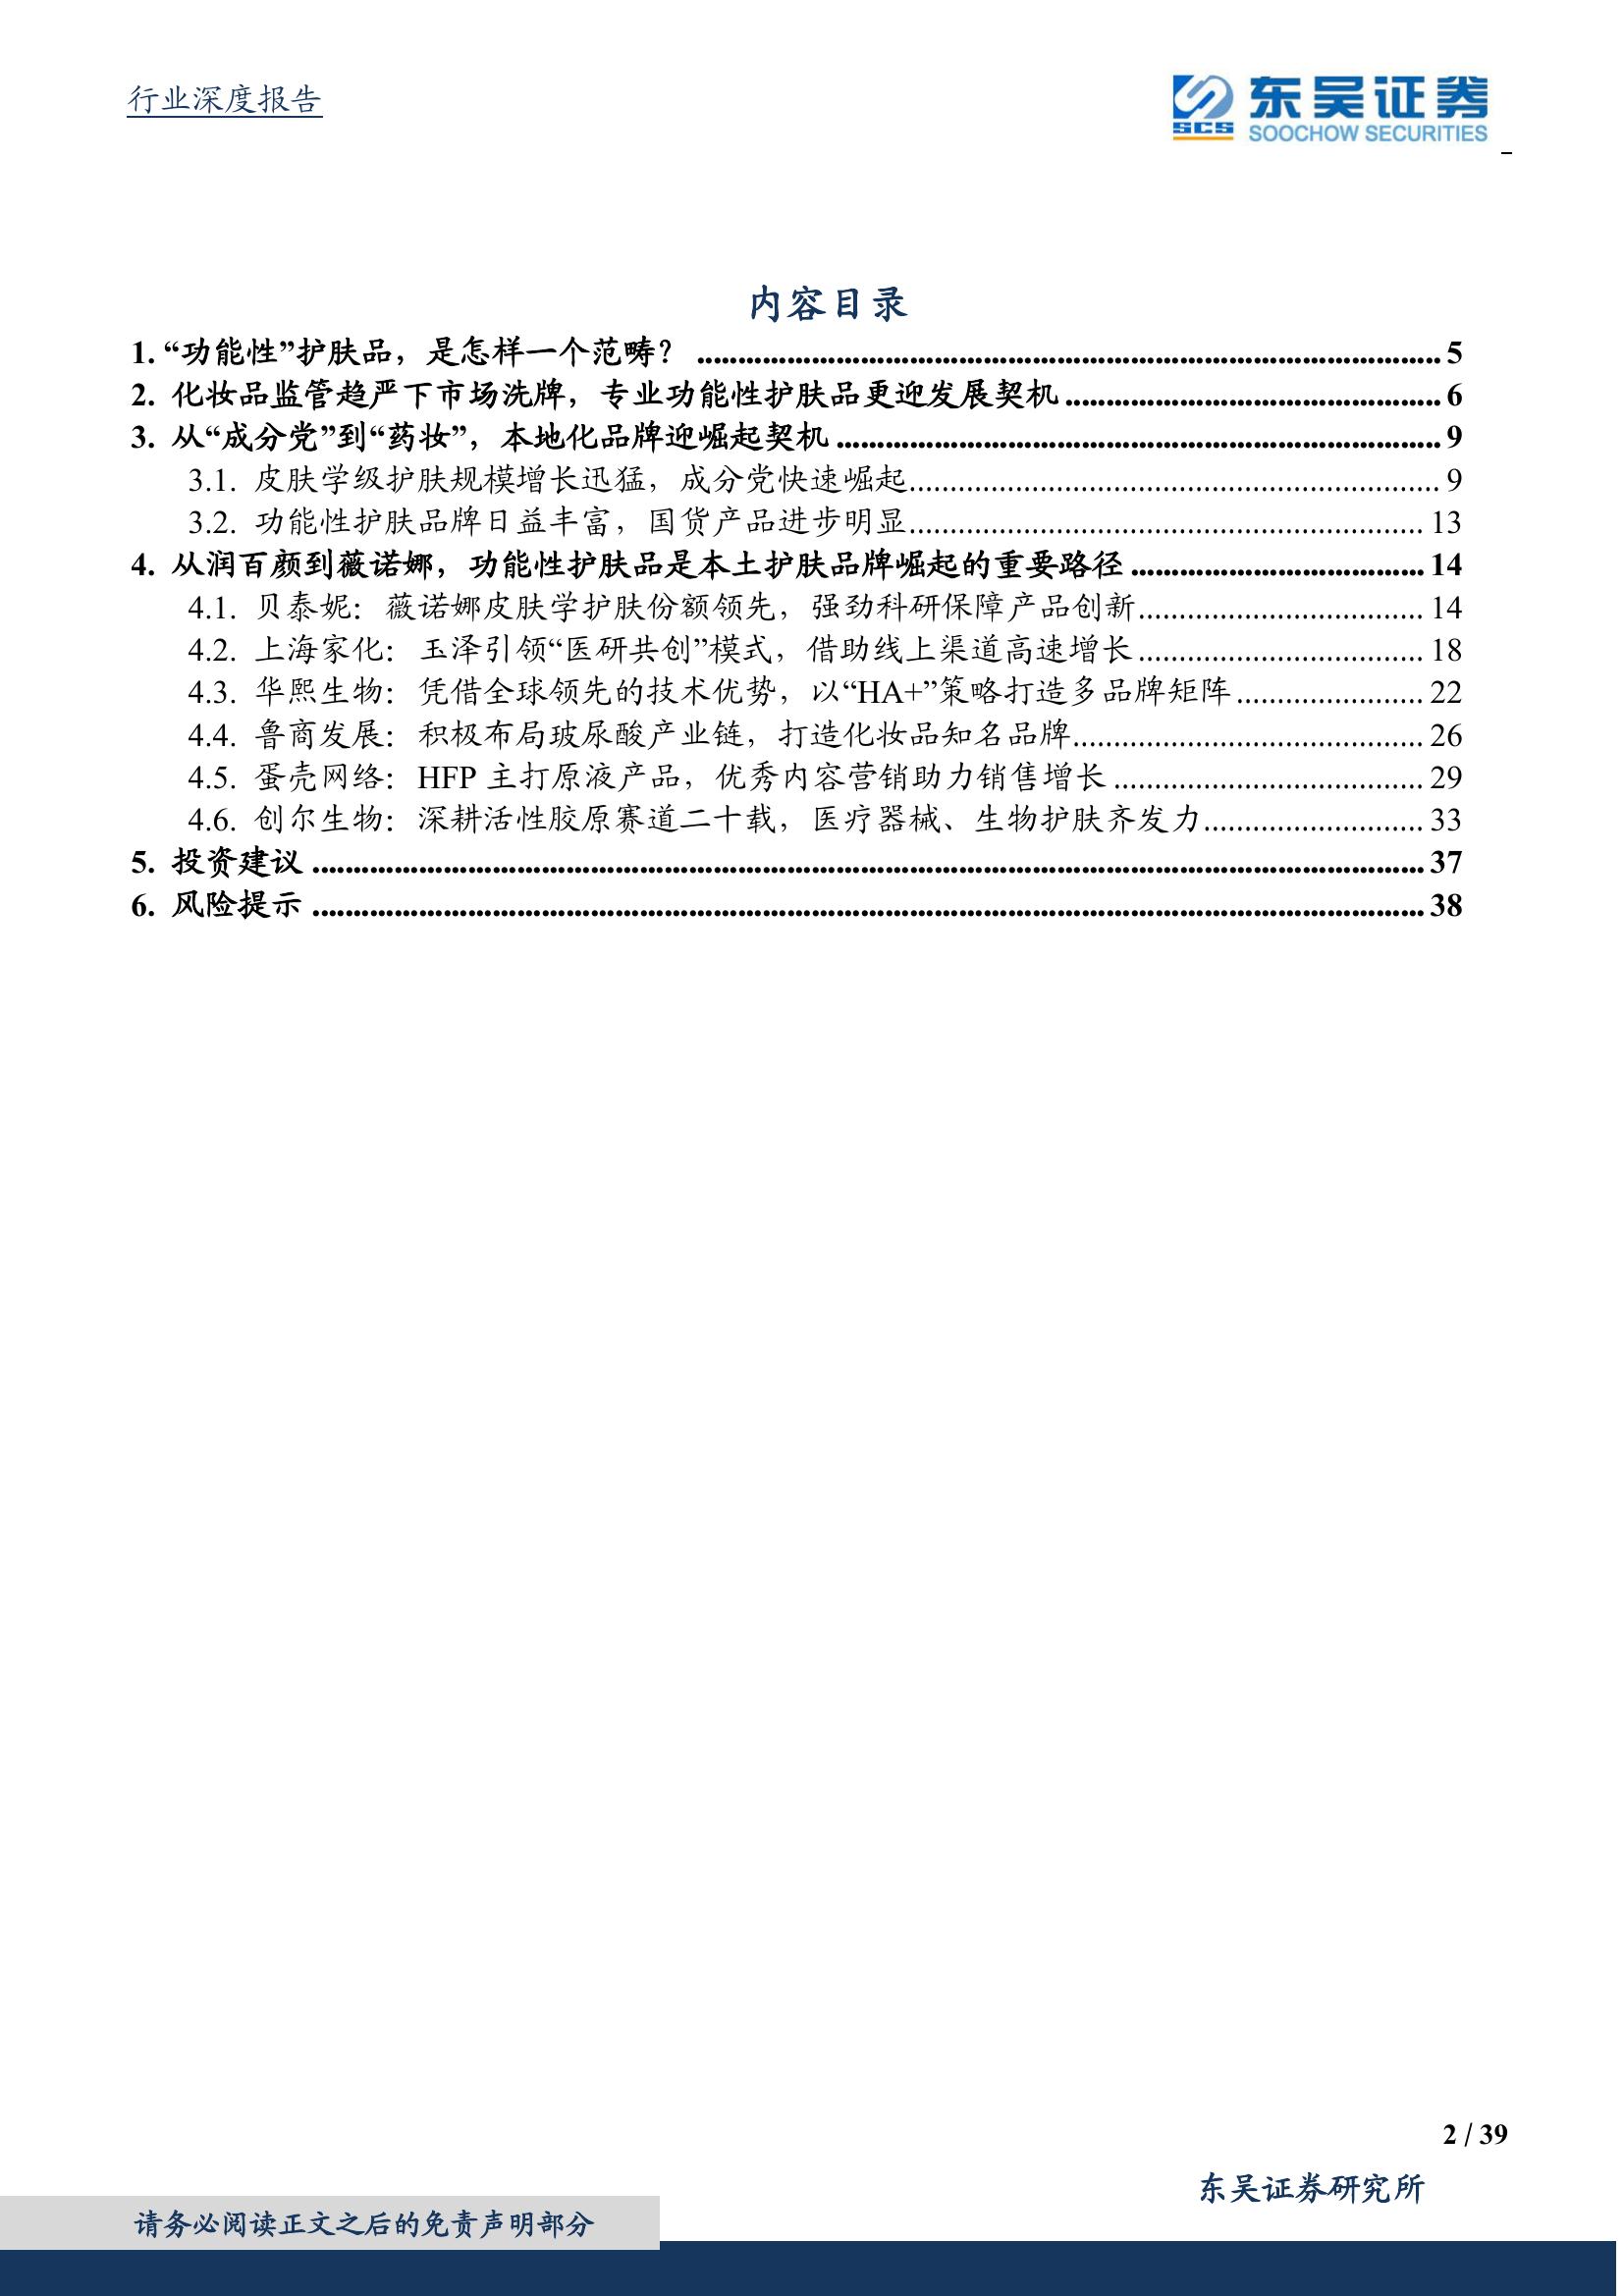 行业深度报告
东吴证券
SCS
SOOCHOW SECURITIES
内容目录
1. “功能性”护肤品，是怎样一个范畴？ 5
2. 化妆品监管趋严下市场洗牌，专业功能性护肤品更迎发展契机 6
3. 从“成分党”到“药妆”，本地化品牌迎崛起契机 9
3.1. 皮肤学级护肤规模增长迅猛，成分党快速崛起 9
3.2. 功能性护肤品牌日益丰富，国货产品进步明显 13
4. 从润百颜到薇诺娜，功能性护肤品是本土护肤品牌崛起的重要路径 14
4.1. 贝泰妮：薇诺娜皮肤学护肤份额领先，强劲科研保障产品创新 14
4.2. 上海家化：玉泽引领“医研共创”模式，借助线上渠道高速增长 18
4.3. 华熙生物：凭借全球领先的技术优势，以“HA+”策略打造多品牌矩阵 22
4.4. 鲁商发展：积极布局玻尿酸产业链，打造化妆品知名品牌 26
4.5. 蛋壳网络：HFP 主打原液产品，优秀内容营销助力销售增长 29
4.6. 创尔生物：深耕活性胶原赛道二十载，医疗器械、生物护肤齐发力 33
5. 投资建议 37
6. 风险提示 38
2 / 39
东吴证券研究所
请务必阅读正文之后的免责声明部分